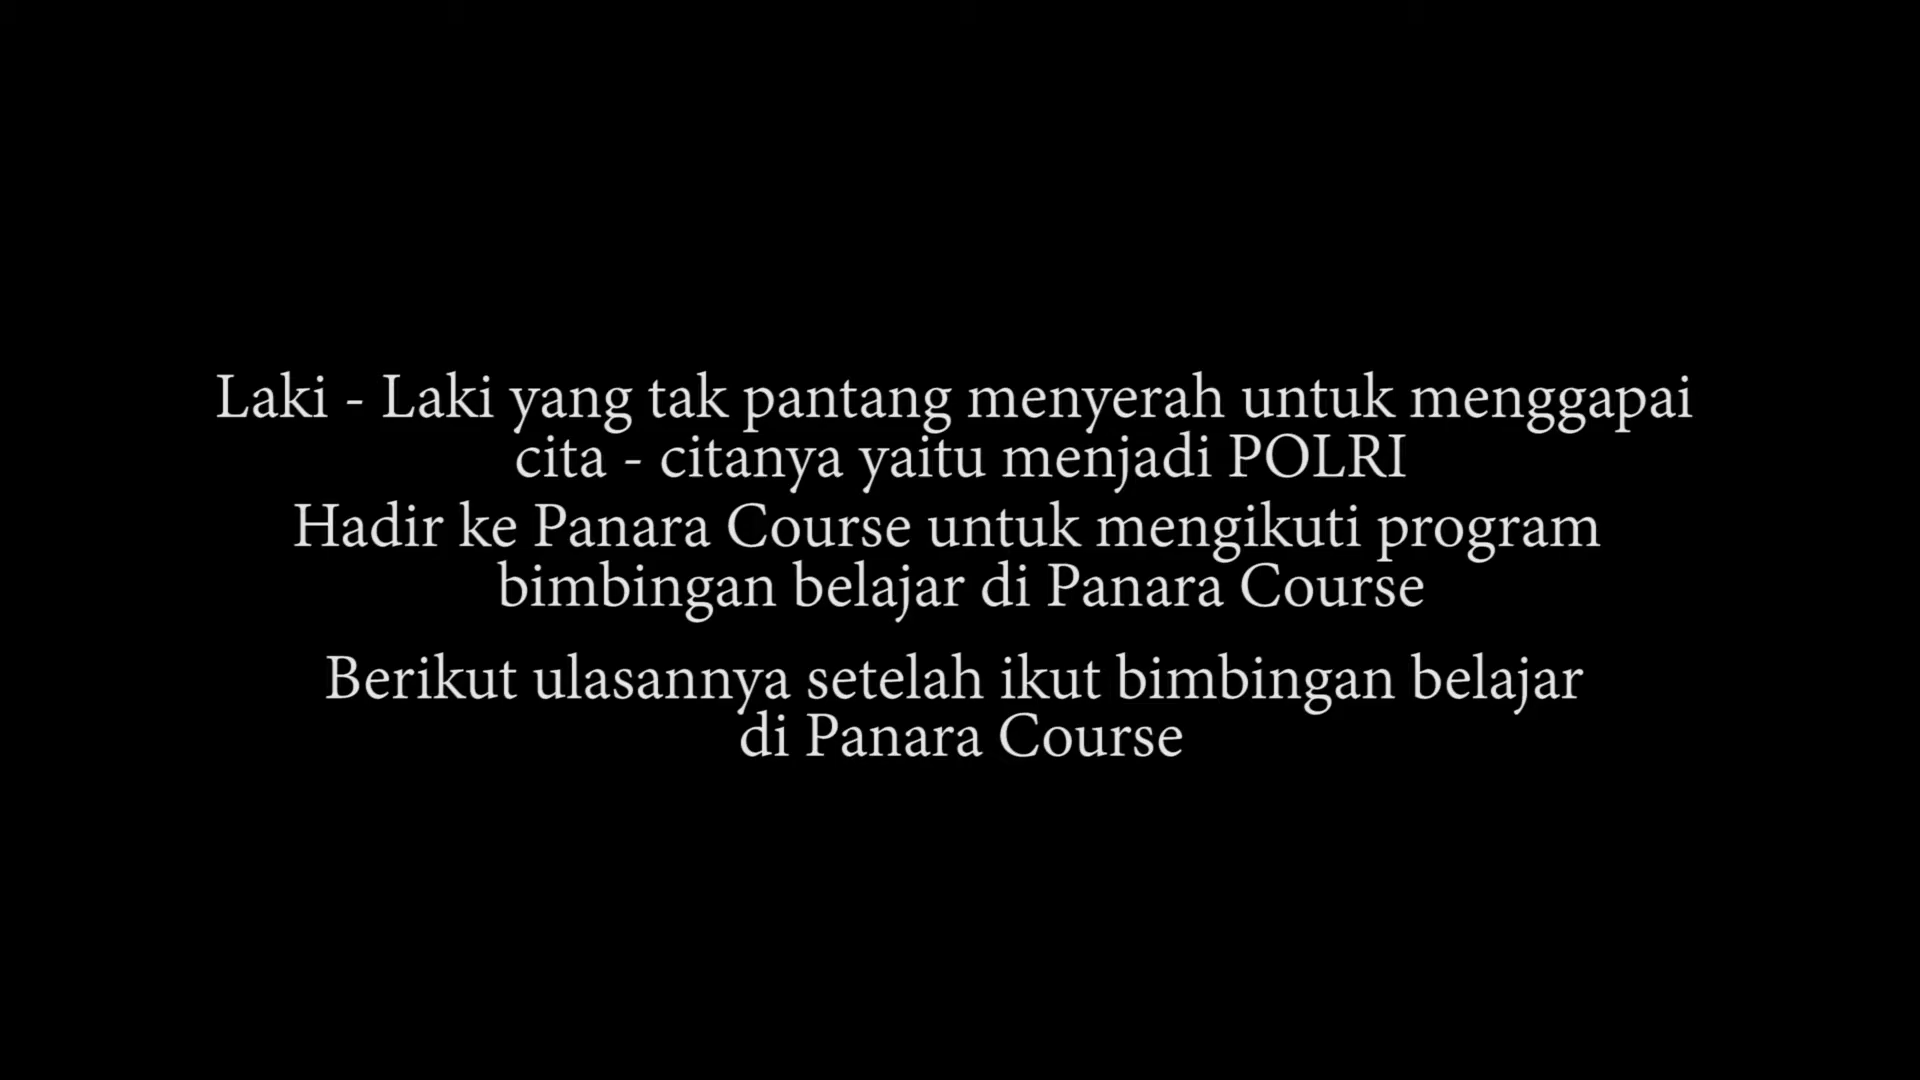 Laki - Laki yang tak pantang menyerah untuk menggapai
cita - citanya yaitu menjadi POLRI
Hadir ke Panara Course untuk mengikuti program
bimbingan belajar di Panara Course
Berikut ulasannya setelah ikut bimbingan belajar
di Panara Course